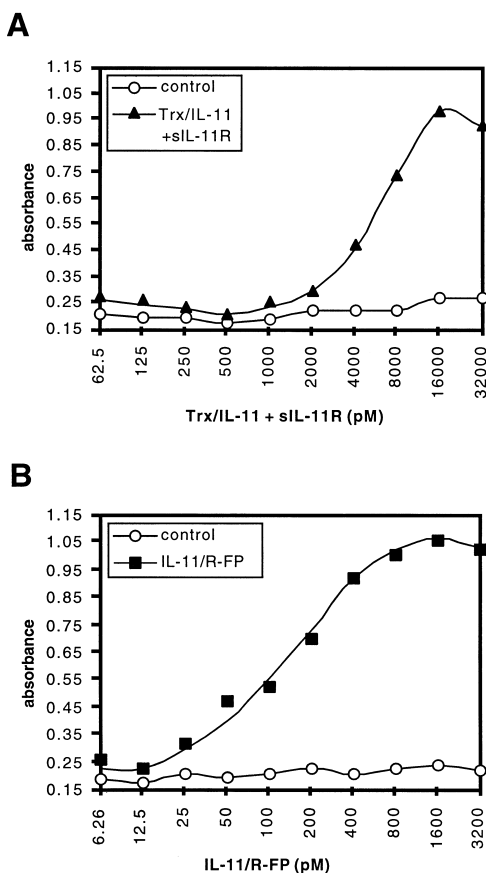 A
1.15
1.05
0.95
0.85
0.75
0.65
0.55
0.45
0.35
0.25
0.15
absorbance
control
Trx/IL-11
+sIL-11R
62.5 125 250 500 1000 2000 4000 8000 16000 32000
Trx/IL-11 + sIL-11R (pM)
B
1.15
1.05
0.95
0.85
0.75
0.65
0.55
0.45
0.35
0.25
0.15
absorbance
control
IL-11/R-FP
6.26 12.5 25 50 100 200 400 800 1600 3200
IL-11/R-FP (pM)